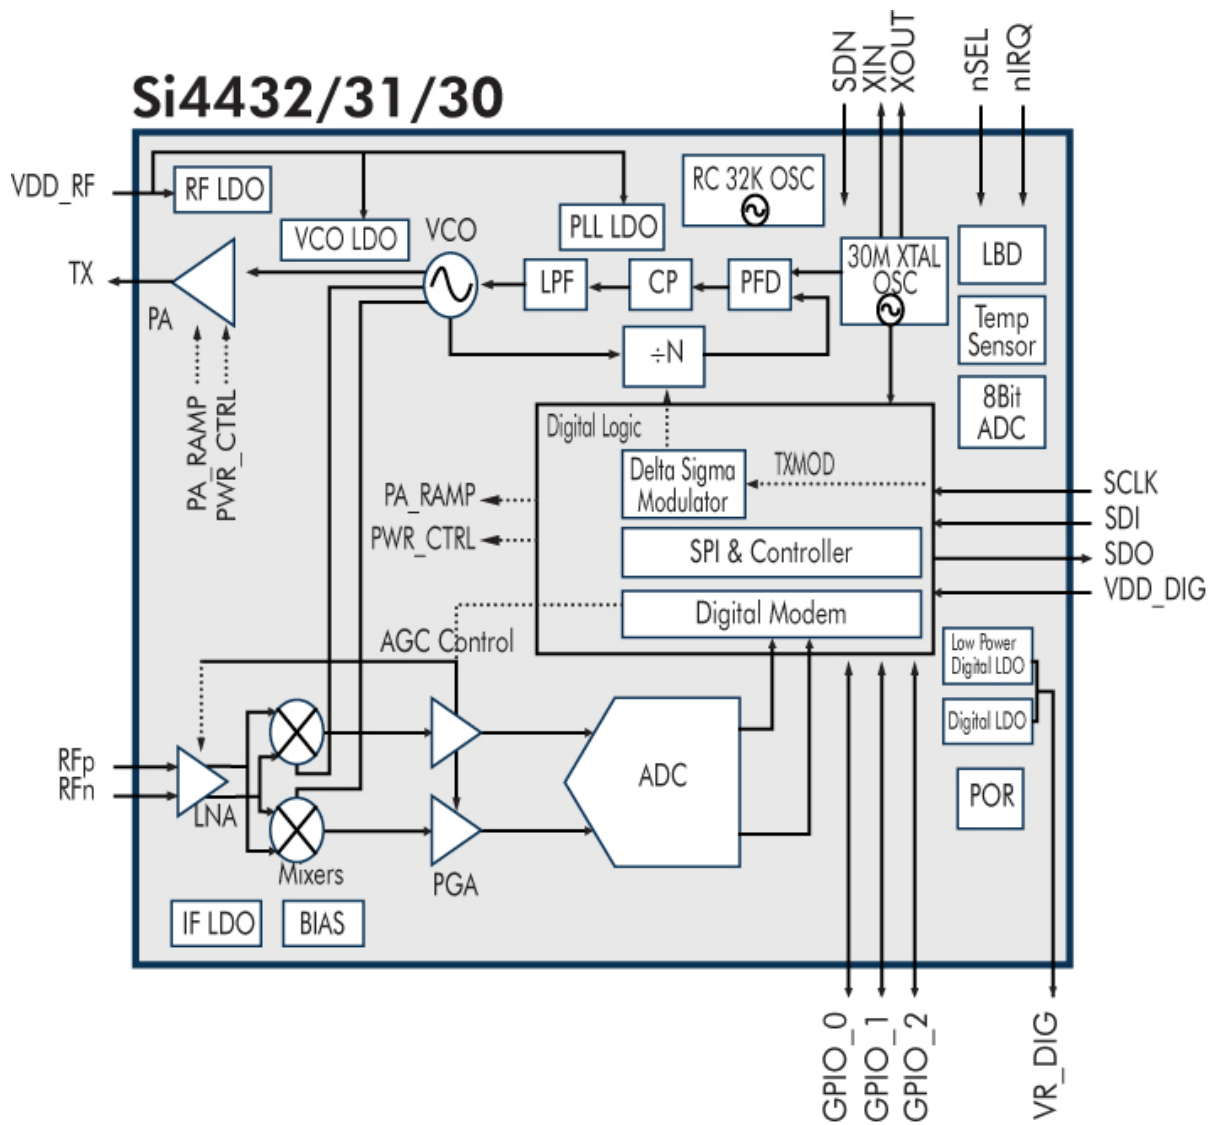 Si4432/31/30
SDN
XIN
XOUT
nSEL
nIRQ
VDD_RF
RF LDO
VCO LDO
VCO
PLL LDO
RC 32K OSC
30M XTAL
OSC
LBD
TX
PA
LPF
CP
PFD
÷N
Temp
Sensor
8Bit
ADC
PA_RAMP
PWR_CTRL
Digital Logic
Delta Sigma
Modulator
TXMOD
PA_RAMP
PWR_CTRL
SPI & Controller
Digital Modem
AGC Control
SCLK
SDI
SDO
VDD_DIG
Low Power
Digital LDO
Digital LDO
POR
RFp
RFn
LNA
Mixers
PGA
ADC
IF LDO
BIAS
GPIO_0
GPIO_1
GPIO_2
VR_DIG